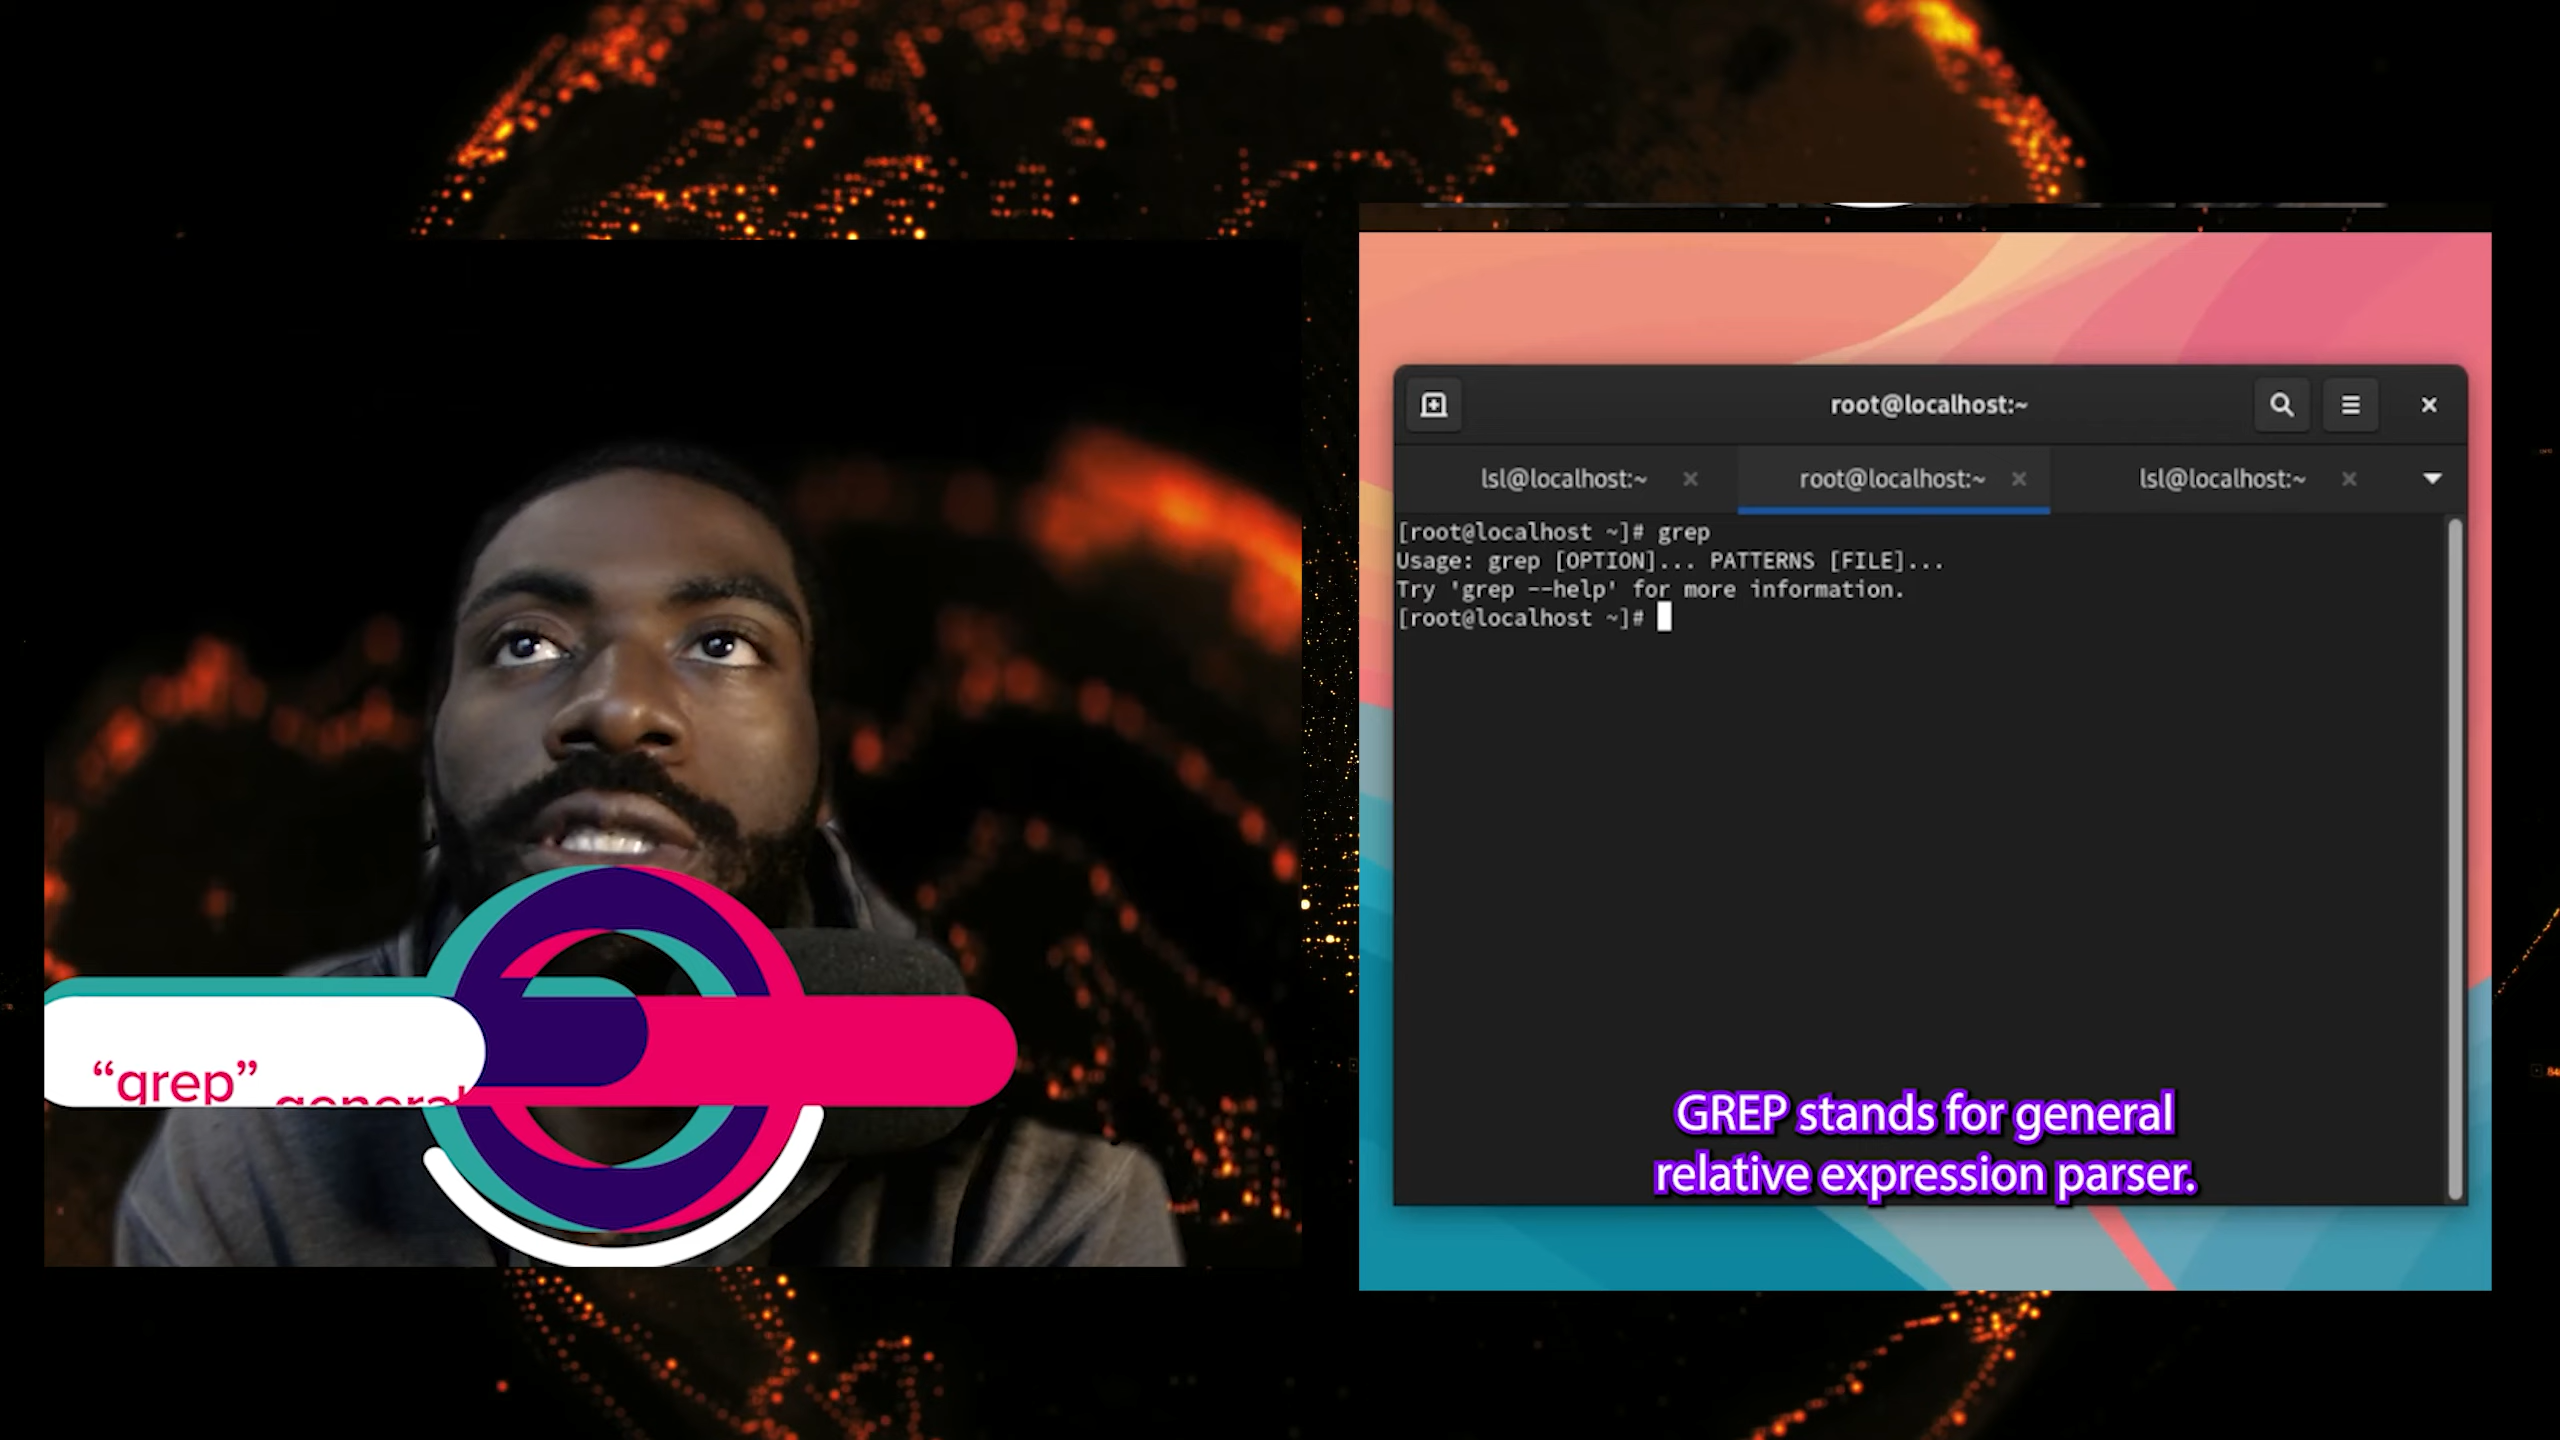 “grep” general
root@localhost:~
lsl@localhost:~
root@localhost:~
lsl@localhost:~
[root@localhost ~]# grep
Usage: grep [OPTION]... PATTERNS [FILE]...
Try 'grep --help' for more information.
[root@localhost ~]#
GREP stands for general
relative expression parser.